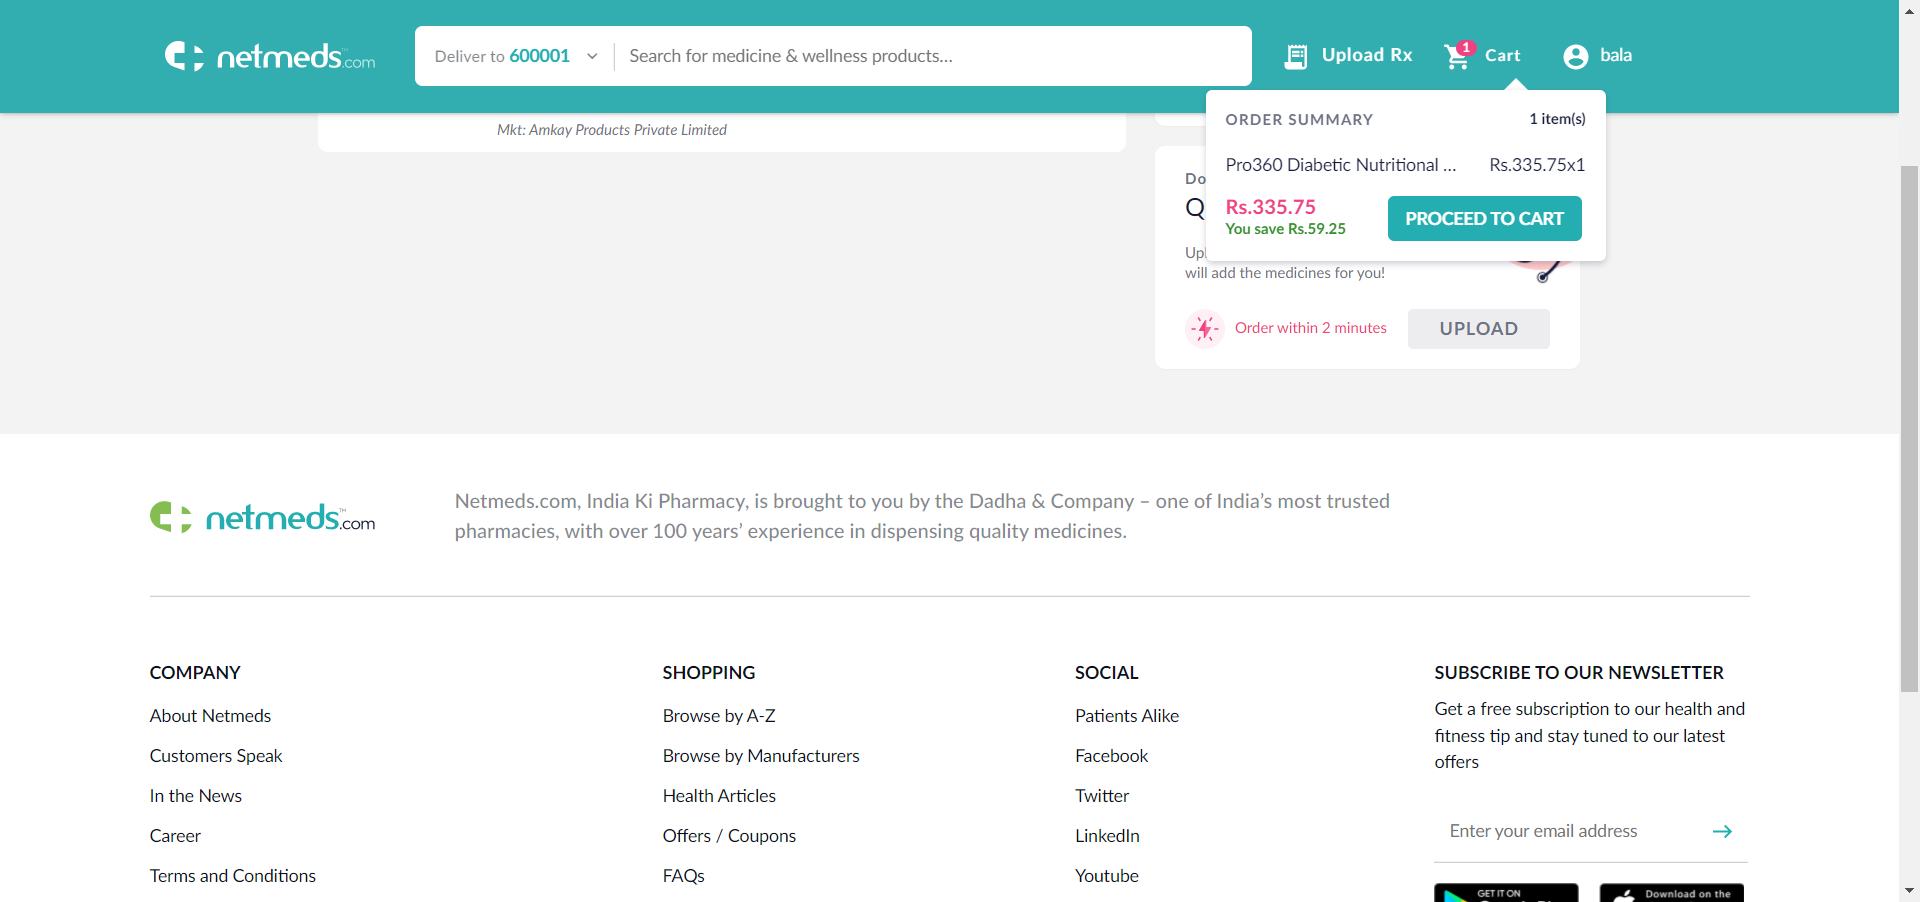 netmeds.com
Deliver to 600001
Search for medicine & wellness products...
Upload Rx
1
Cart
bala
Mkt: Amkay Products Private Limited
ORDER SUMMARY 1 item(s)
Pro360 Diabetic Nutritional ... Rs.335.75x1
Rs.335.75
You save Rs.59.25
PROCEED TO CART
Do
Q
Upl
will add the medicines for you!
Order within 2 minutes
UPLOAD
netmeds.com
Netmeds.com, India Ki Pharmacy, is brought to you by the Dadha & Company – one of India's most trusted
pharmacies, with over 100 years' experience in dispensing quality medicines.
COMPANY
About Netmeds
Customers Speak
In the News
Career
Terms and Conditions
SHOPPING
Browse by A-Z
Browse by Manufacturers
Health Articles
Offers / Coupons
FAQs
SOCIAL
Patients Alike
Facebook
Twitter
LinkedIn
Youtube
SUBSCRIBE TO OUR NEWSLETTER
Get a free subscription to our health and
fitness tip and stay tuned to our latest
offers
Enter your email address
GET IT ON
Download on the